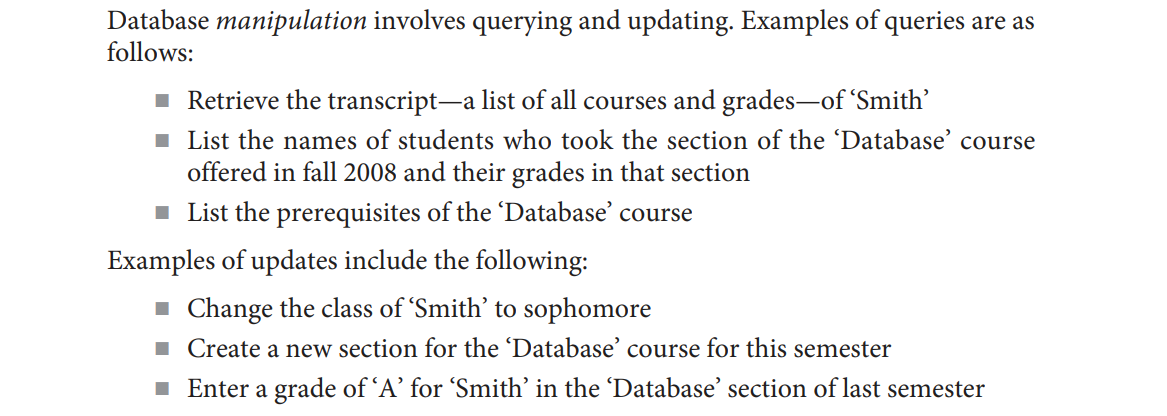 Database manipulation involves querying and updating. Examples of queries are as
follows:
■ Retrieve the transcript—a list of all courses and grades—of ‘Smith’
■ List the names of students who took the section of the ‘Database’ course
offered in fall 2008 and their grades in that section
■ List the prerequisites of the ‘Database’ course
Examples of updates include the following:
■ Change the class of ‘Smith’ to sophomore
■ Create a new section for the ‘Database’ course for this semester
■ Enter a grade of ‘A’ for ‘Smith’ in the ‘Database’ section of last semester